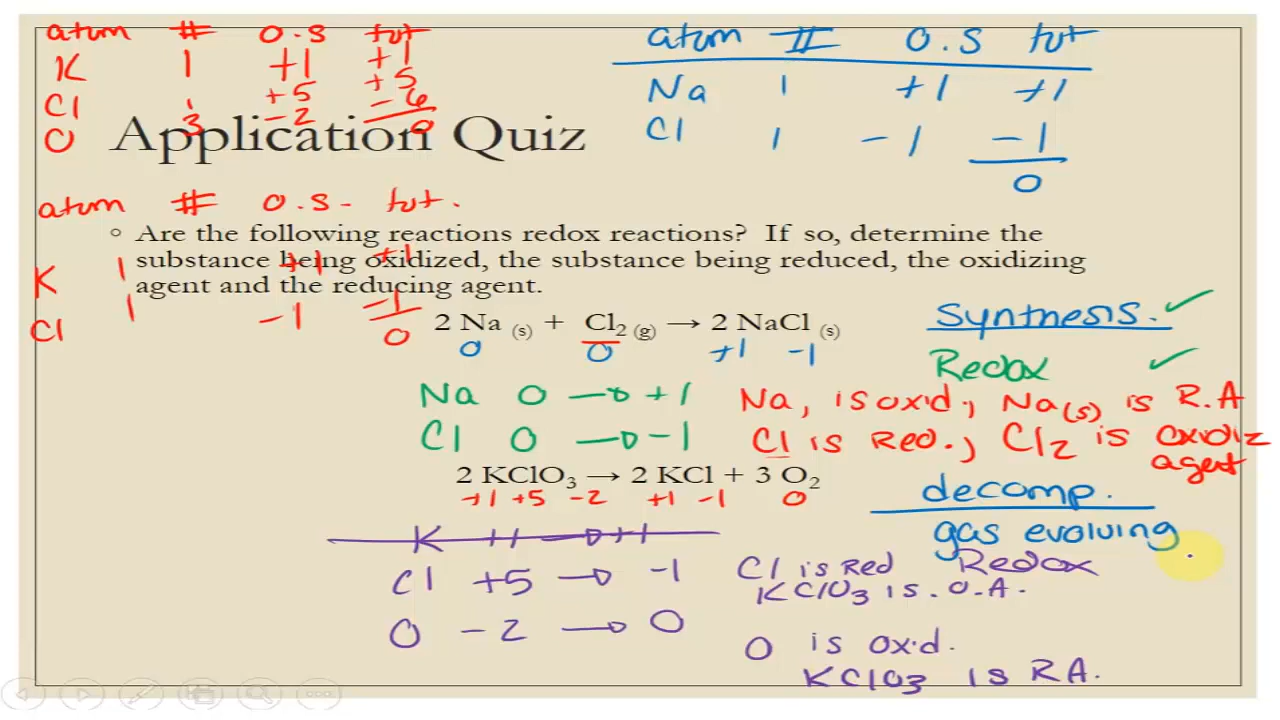 atom # O.S tot
K 1 +1 +1
Cl 1 +5 +5
O 3 -2 -6
0
atom # O.S tot
Na 1 +1 +1
Cl 1 -1 -1
0
Application Quiz
atom # O.S. tot.
K 1 +1 +1
Cl 1 -1 -1
0
Are the following reactions redox reactions? If so, determine the
substance being oxidized, the substance being reduced, the oxidizing
agent and the reducing agent.
2 Na (s) + Cl₂ (g) → 2 NaCl (s)
0 0 +1 -1
Synthesis. ✓
Redox ✓
Na 0 → +1 Na, is oxid., Na(s) is R.A
Cl 0 → -1 Cl is Red., Cl₂ is oxidiz
agent
2 KClO₃ → 2 KCl + 3 O₂
+1 +5 -2 +1 -1 0
decomp.
gas evolving
Redox
K +1 → +1
Cl +5 → -1 Cl is Red
KClO₃ is. O.A.
O -2 → 0 O is oxid.
KClO₃ is RA.